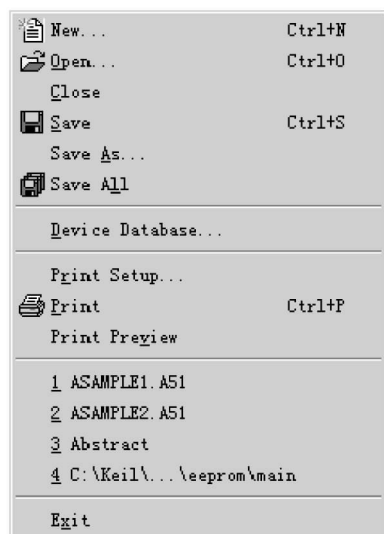 New... Ctrl+N
Open... Ctrl+O
Close
Save Ctrl+S
Save As...
Save All
Device Database...
Print Setup...
Print Ctrl+P
Print Preview
1 ASAMPLE1.A51
2 ASAMPLE2.A51
3 Abstract
4 C:\Keil\...\eeprom\main
Exit